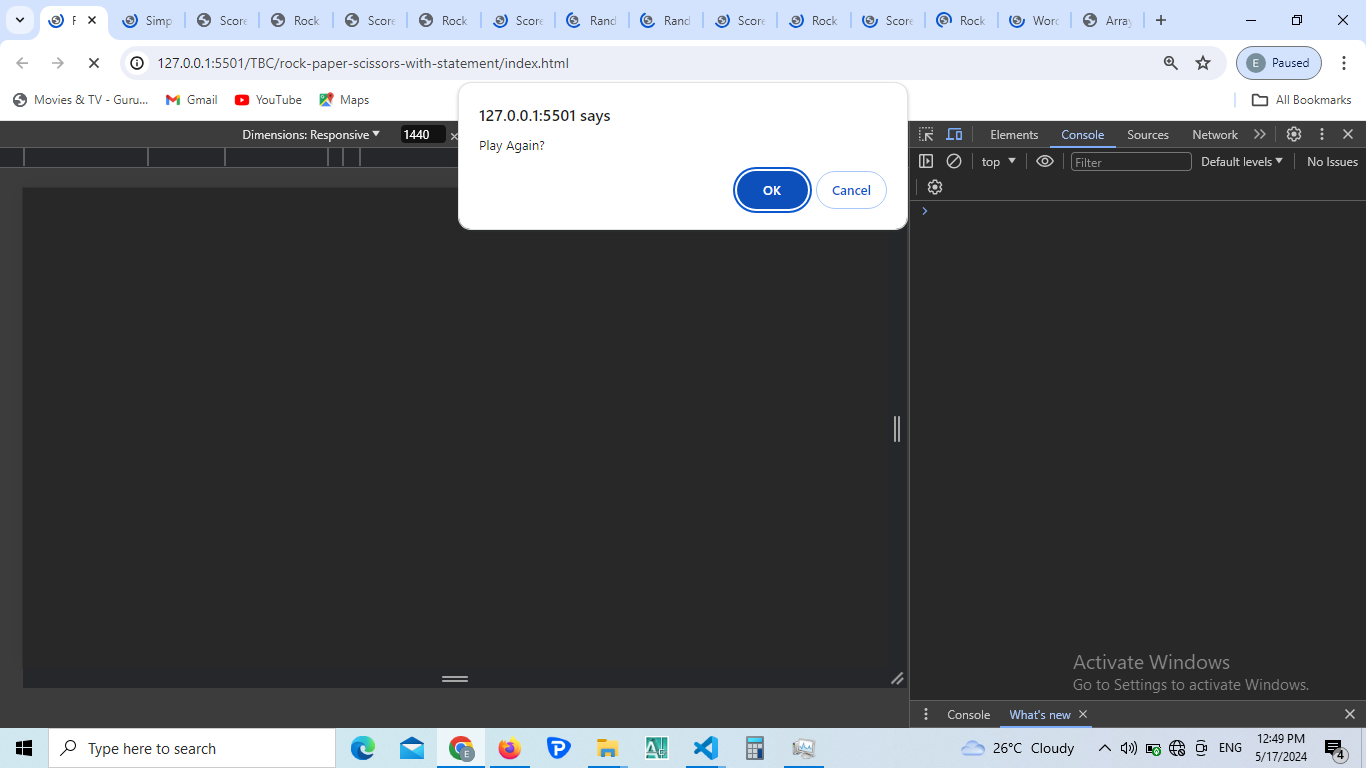 F
Simp
Score
Rock
Score
Rock
Score
Rand
Rand
Score
Rock
Score
Rock
Word
Array
127.0.0.1:5501/TBC/rock-paper-scissors-with-statement/index.html
E
Paused
Movies & TV - Guru...
Gmail
YouTube
Maps
All Bookmarks
127.0.0.1:5501 says
Play Again?
OK
Cancel
Dimensions: Responsive
1440
Elements
Console
Sources
Network
top
Filter
Default levels
No Issues
Activate Windows
Go to Settings to activate Windows.
Console
What's new
Type here to search
E
26°C Cloudy
ENG
12:49 PM
5/17/2024
4